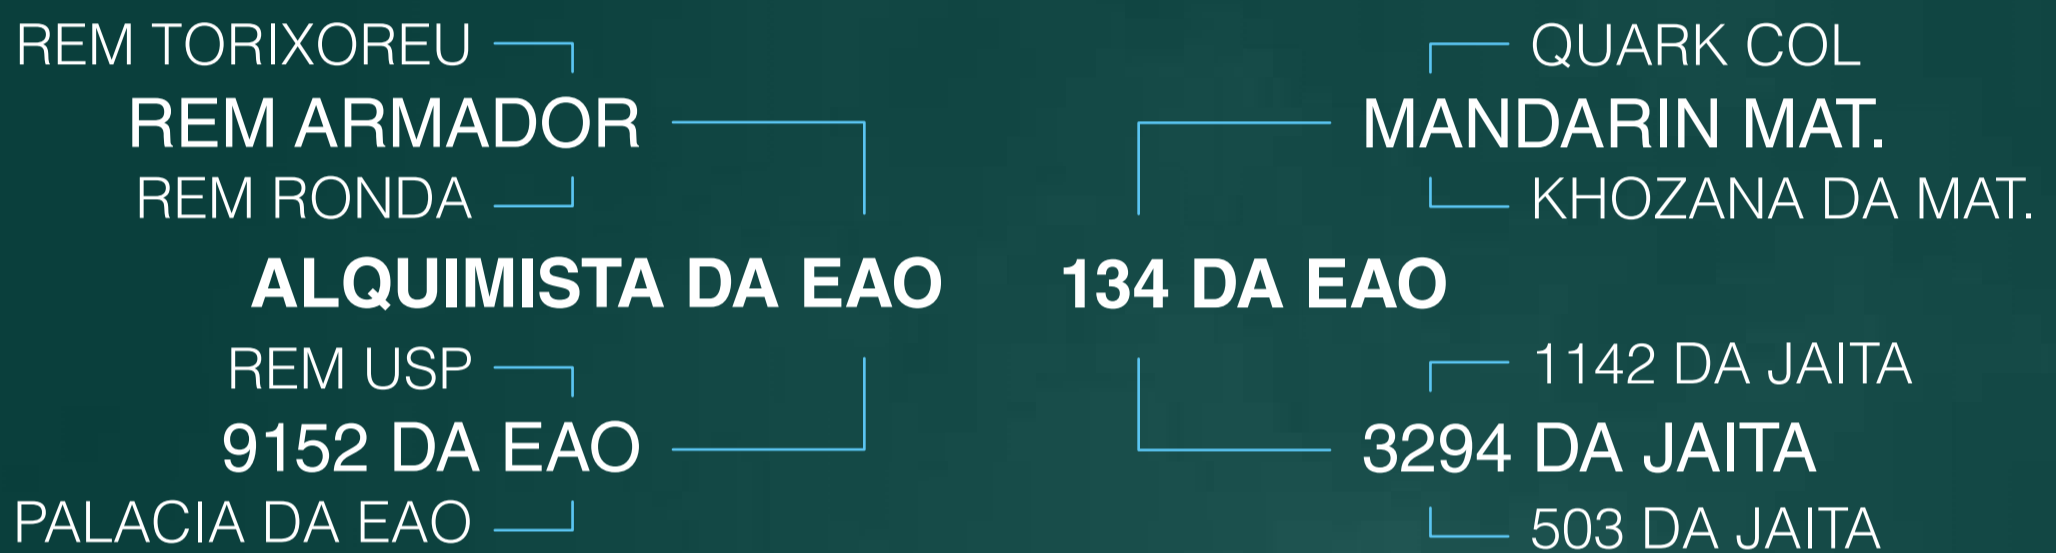 REM TORIXOREU
REM ARMADOR
REM RONDA
ALQUIMISTA DA EAO
REM USP
9152 DA EAO
PALACIA DA EAO
QUARK COL
MANDARIN MAT.
KHOZANA DA MAT.
134 DA EAO
1142 DA JAITA
3294 DA JAITA
503 DA JAITA